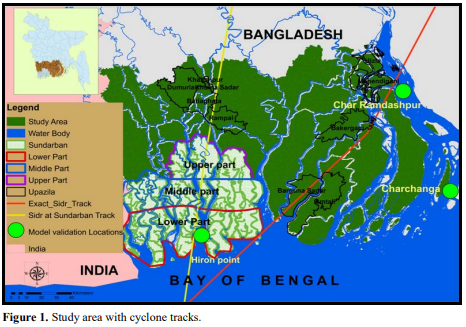 BANGLADESH
Khanpur
Dumuria
Khulna Sadar
Batiaghata
Rampal
Char Ramdashpur
Bakerganj
Legend
Study Area
Water Body
Sundarban
Lower Part
Middle Part
Upper Part
Upazila
Exact_Sidr_Track
Sidr at Sundarban Track
Model validation Locations
India
Upper part
Middle part
Lower Part
Hiron point
Barguna Sadar
Amtali
Charchanga
INDIA
BAY OF BENGAL
Figure 1. Study area with cyclone tracks.